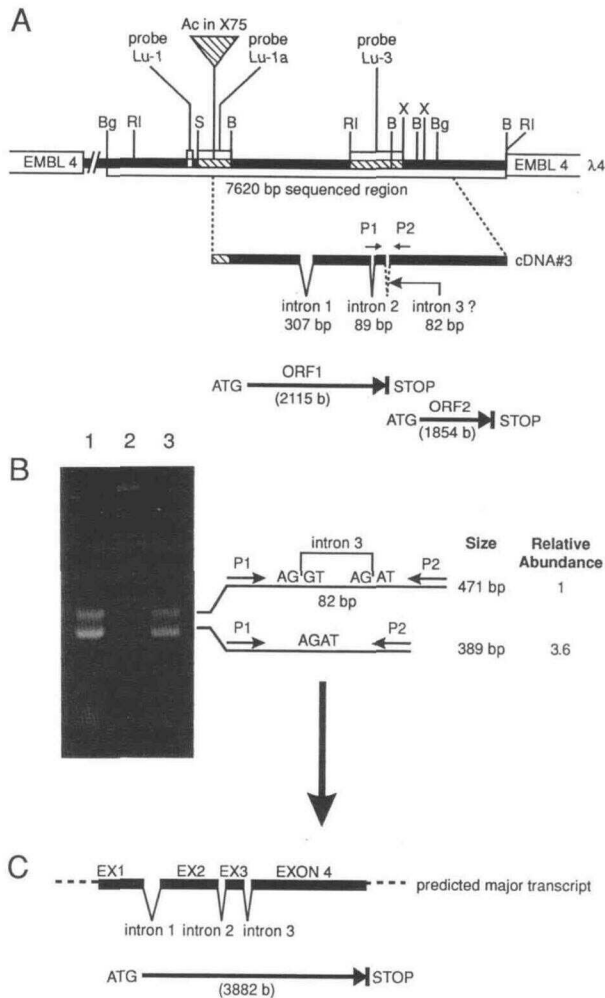 A
Ac in X75
probe
Lu-1
probe
Lu-1a
probe
Lu-3
Bg RI S B RI B X B X Bg B RI
EMBL 4 EMBL 4 λ4
7620 bp sequenced region
P1 P2
cDNA#3
intron 1
307 bp
intron 2
89 bp
intron 3 ?
82 bp
ATG ORF1 STOP
(2115 b)
ATG ORF2 STOP
(1854 b)
B
1 2 3
Size
Relative
Abundance
intron 3
P1 AG GT AG AT P2
82 bp
471 bp 1
P1 AGAT P2
389 bp 3.6
C
EX1 EX2 EX3 EXON 4
predicted major transcript
intron 1 intron 2 intron 3
ATG STOP
(3882 b)